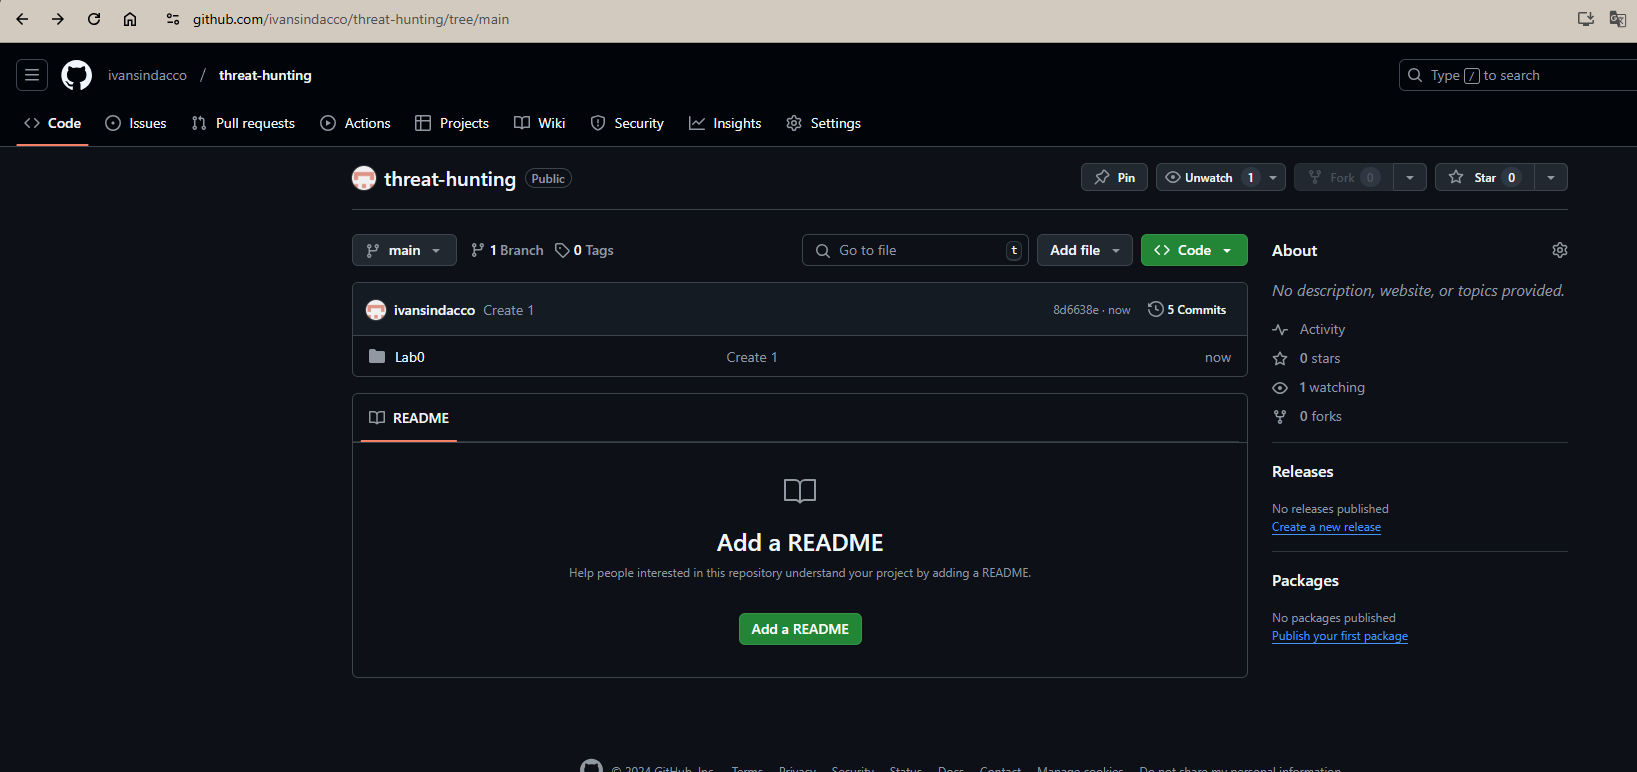 github.com/ivansindacco/threat-hunting/tree/main
ivansindacco / threat-hunting
Type / to search
Code Issues Pull requests Actions Projects Wiki Security Insights Settings
threat-hunting Public
Pin Unwatch 1 Fork 0 Star 0
main 1 Branch 0 Tags Go to file t Add file Code
ivansindacco Create 1 8d6638e · now 5 Commits
Lab0 Create 1 now
README
Add a README
Help people interested in this repository understand your project by adding a README.
Add a README
About
No description, website, or topics provided.
Activity
0 stars
1 watching
0 forks
Releases
No releases published
Create a new release
Packages
No packages published
Publish your first package
© 2024 GitHub, Inc. Terms Privacy Security Status Docs Contact Manage cookies Do not share my personal information